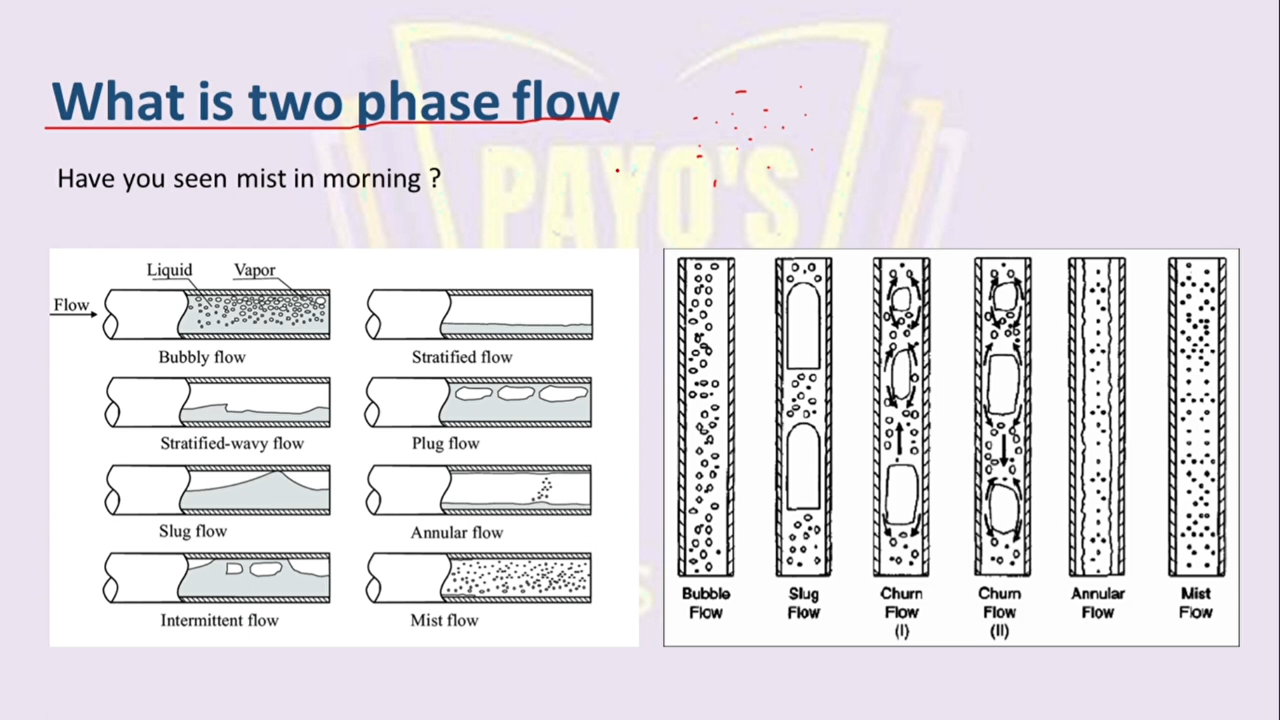 What is two phase flow
PAYO'S
Have you seen mist in morning ?
Liquid Vapor
Flow
Bubbly flow
Stratified flow
Stratified-wavy flow
Plug flow
Slug flow
Annular flow
Intermittent flow
Mist flow
Bubble
Flow
Slug
Flow
Churn
Flow
(I)
Churn
Flow
(II)
Annular
Flow
Mist
Flow